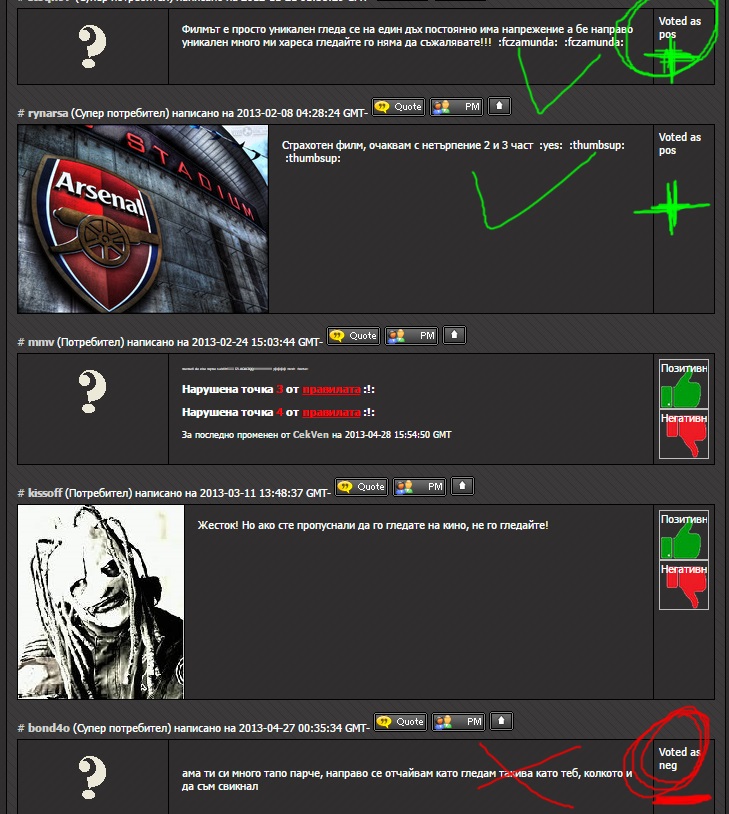 Филмът е просто уникален гледа се на един дъх постоянно има напрежение а бе направо
уникален много ми хареса гледайте го няма да съжалявате!!! :fczamunda: :fczamunda:
Voted as
pos
# rynarsa (Супер потребител) написано на 2013-02-08 04:28:24 GMT- Quote PM
STADIUM
Arsenal
Страхотен филм, очаквам с нетърпение 2 и 3 част :yes: :thumbsup:
:thumbsup:
Voted as
pos
# mmv (Потребител) написано на 2013-02-24 15:03:44 GMT- Quote PM
Нарушена точка 3 от правилата :!:
Нарушена точка 4 от правилата :!:
За последно променен от CekVen на 2013-04-28 15:54:50 GMT
Позитивн
Негативн
# kissoff (Потребител) написано на 2013-03-11 13:48:37 GMT- Quote PM
Жесток! Но ако сте пропуснали да го гледате на кино, не го гледайте!
Позитивн
Негативн
# bond4o (Супер потребител) написано на 2013-04-27 00:35:34 GMT- Quote PM
ама ти си много тапо парче, направо се отчайвам като гледам такива като теб, колкото и
да съм свикнал
Voted as
neg